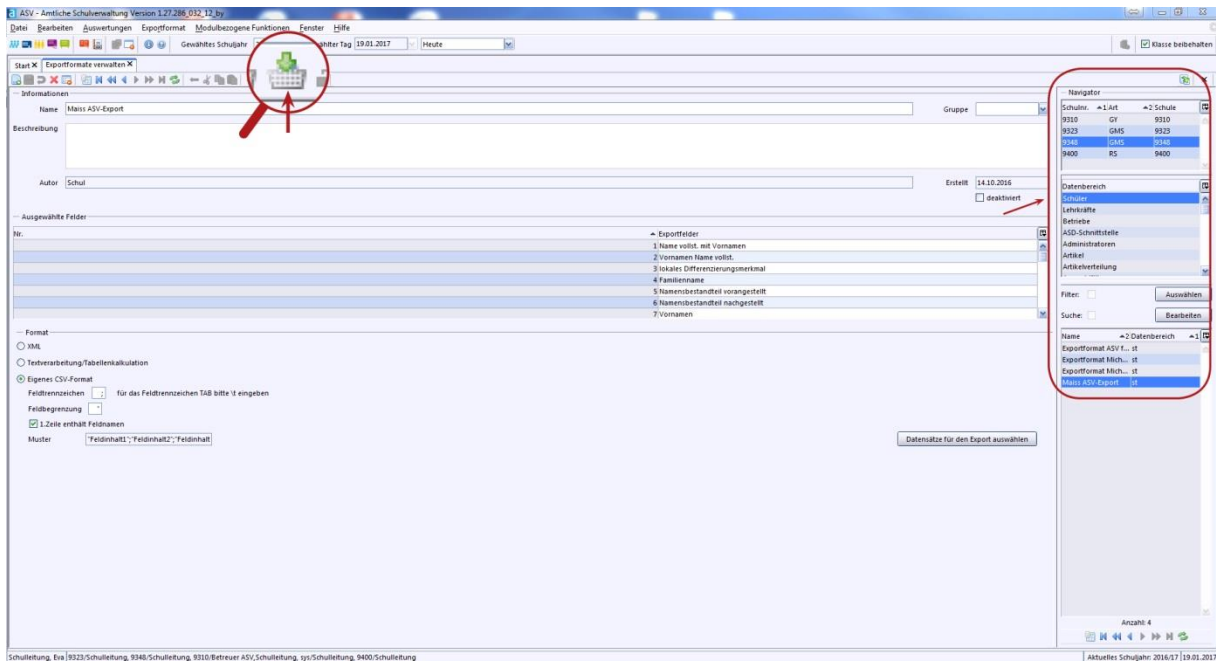 ASV - Amtliche Schulverwaltung Version 1.27.286_032_12_by
Datei Bearbeiten Auswertungen Exportformat Modulbezogene Funktionen Fenster Hilfe
Gewähltes Schuljahr hlter Tag 19.01.2017 Heute Klasse beibehalten
Start X Exportformate verwalten X
Informationen
Name Maiss ASV-Export Gruppe
Beschreibung
Autor Schul Erstellt 14.10.2016
deaktiviert
Ausgewählte Felder
Nr. Exportfelder
1 Name vollst. mit Vornamen
2 Vornamen Name vollst.
3 lokales Differenzierungsmerkmal
4 Familienname
5 Namensbestandteil vorangestellt
6 Namensbestandteil nachgestellt
7 Vornamen
Format
XML
Textverarbeitung/Tabellenkalkulation
Eigenes CSV-Format
Feldtrennzeichen ; für das Feldtrennzeichen TAB bitte \t eingeben
Feldbegrenzung "
1.Zeile enthält Feldnamen
Muster "Feldinhalt1";"Feldinhalt2";"Feldinhalt Datensätze für den Export auswählen
Navigator
Schulnr. 1 Art 2 Schule
9310 GY 9310
9323 GMS 9323
9348 GMS 9348
9400 RS 9400
Datenbereich
Schüler
Lehrkräfte
Betriebe
ASD-Schnittstelle
Administratoren
Artikel
Artikelverteilung
Filter: Auswählen
Suche: Bearbeiten
Name 2 Datenbereich 1
Exportformat ASV f... st
Exportformat Mich... st
Exportformat Mich... st
Maiss ASV-Export st
Anzahl: 4
Schulleitung, Eva 9323/Schulleitung, 9348/Schulleitung, 9310/Betreuer ASV,Schulleitung, sys/Schulleitung, 9400/Schulleitung Aktuelles Schuljahr: 2016/17 19.01.2017